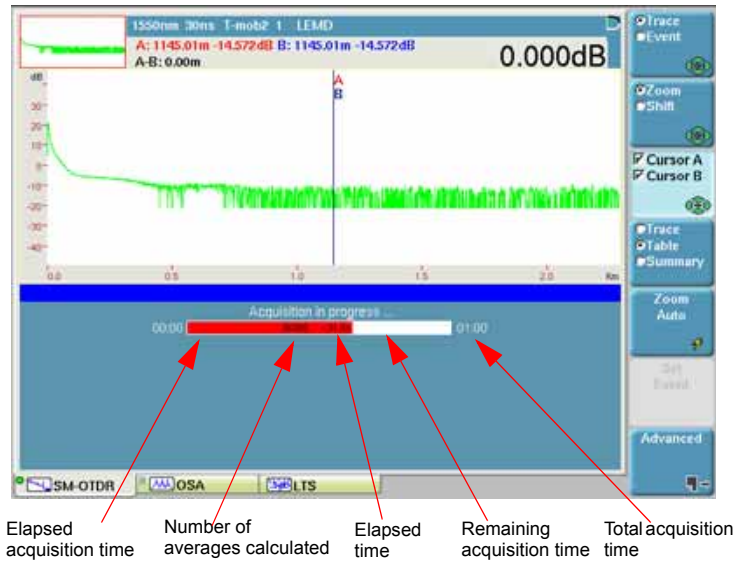 1550nm 30ns T-mob2 1 LEMD
A: 1145.01m -14.572dB B: 1145.01m -14.572dB
A-B: 0.00m
0.000dB
dB
A
B
30
20
10
0
-10
-20
-30
-40
0.0 0.5 1.0 1.5 2.0 Km
Acquisition in progress ...
00:00 01:00
SM-OTDR OSA LTS
Trace
Event
Zoom
Shift
Cursor A
Cursor B
Trace
Table
Summary
Zoom
Auto
Set
Event
Advanced
Elapsed
acquisition time
Number of
averages calculated
Elapsed
time
Remaining
acquisition time
Total acquisition
time